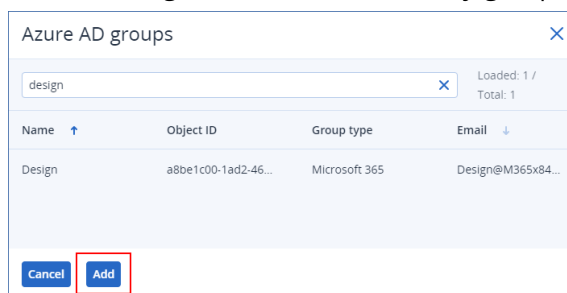 Azure AD groups
design
Loaded: 1 /
Total: 1
Name Object ID Group type Email
Design a8be1c00-1ad2-46... Microsoft 365 Design@M365x84...
Cancel Add